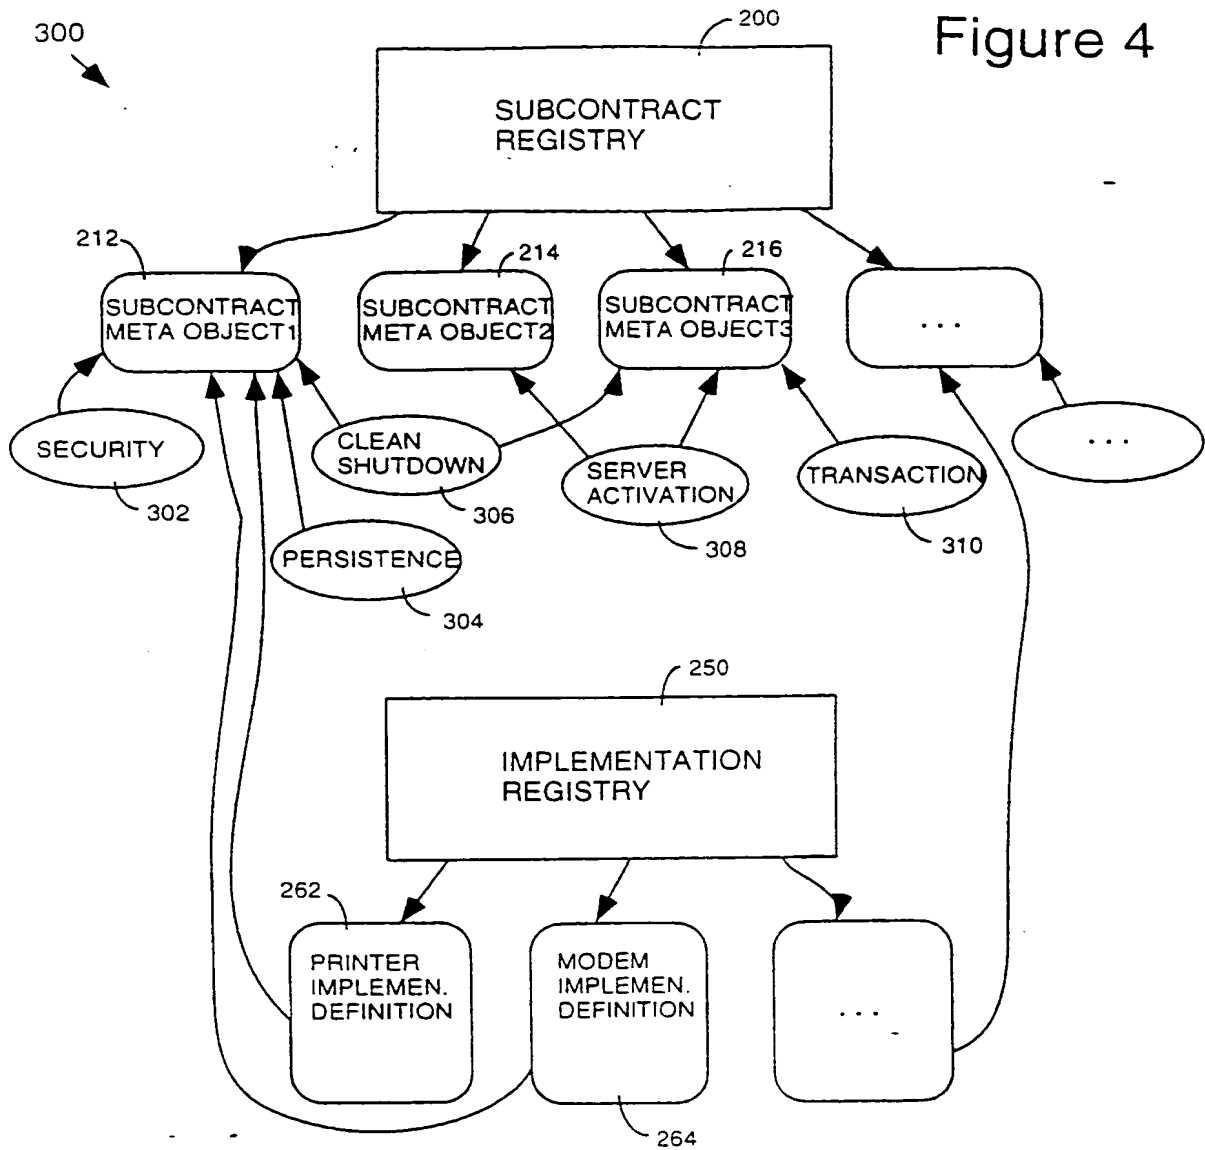 Figure 4
300
200
SUBCONTRACT
REGISTRY
212
214
216
SUBCONTRACT
META OBJECT1
SUBCONTRACT
META OBJECT2
SUBCONTRACT
META OBJECT3
...
SECURITY
302
CLEAN
SHUTDOWN
306
SERVER
ACTIVATION
308
TRANSACTION
310
...
PERSISTENCE
304
250
IMPLEMENTATION
REGISTRY
262
PRINTER
IMPLEMEN.
DEFINITION
MODEM
IMPLEMEN.
DEFINITION
...
264